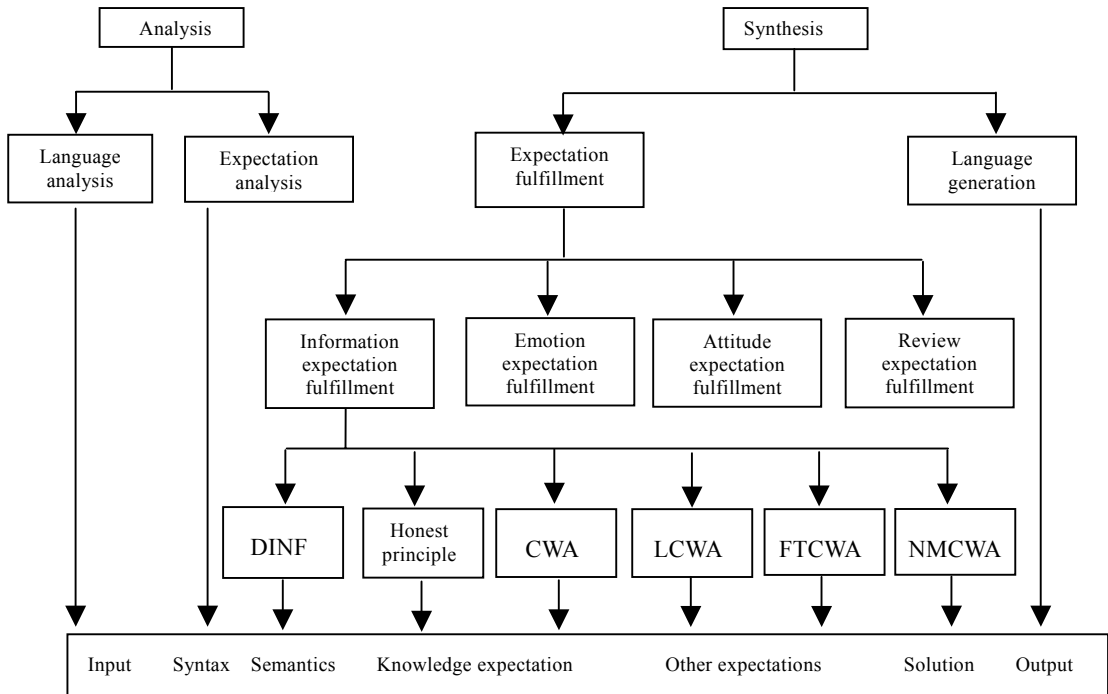 Analysis
Synthesis
Language
analysis
Expectation
analysis
Expectation
fulfillment
Language
generation
Information
expectation
fulfillment
Emotion
expectation
fulfillment
Attitude
expectation
fulfillment
Review
expectation
fulfillment
DINF
Honest
principle
CWA
LCWA
FTCWA
NMCWA
Input Syntax Semantics Knowledge expectation Other expectations Solution Output